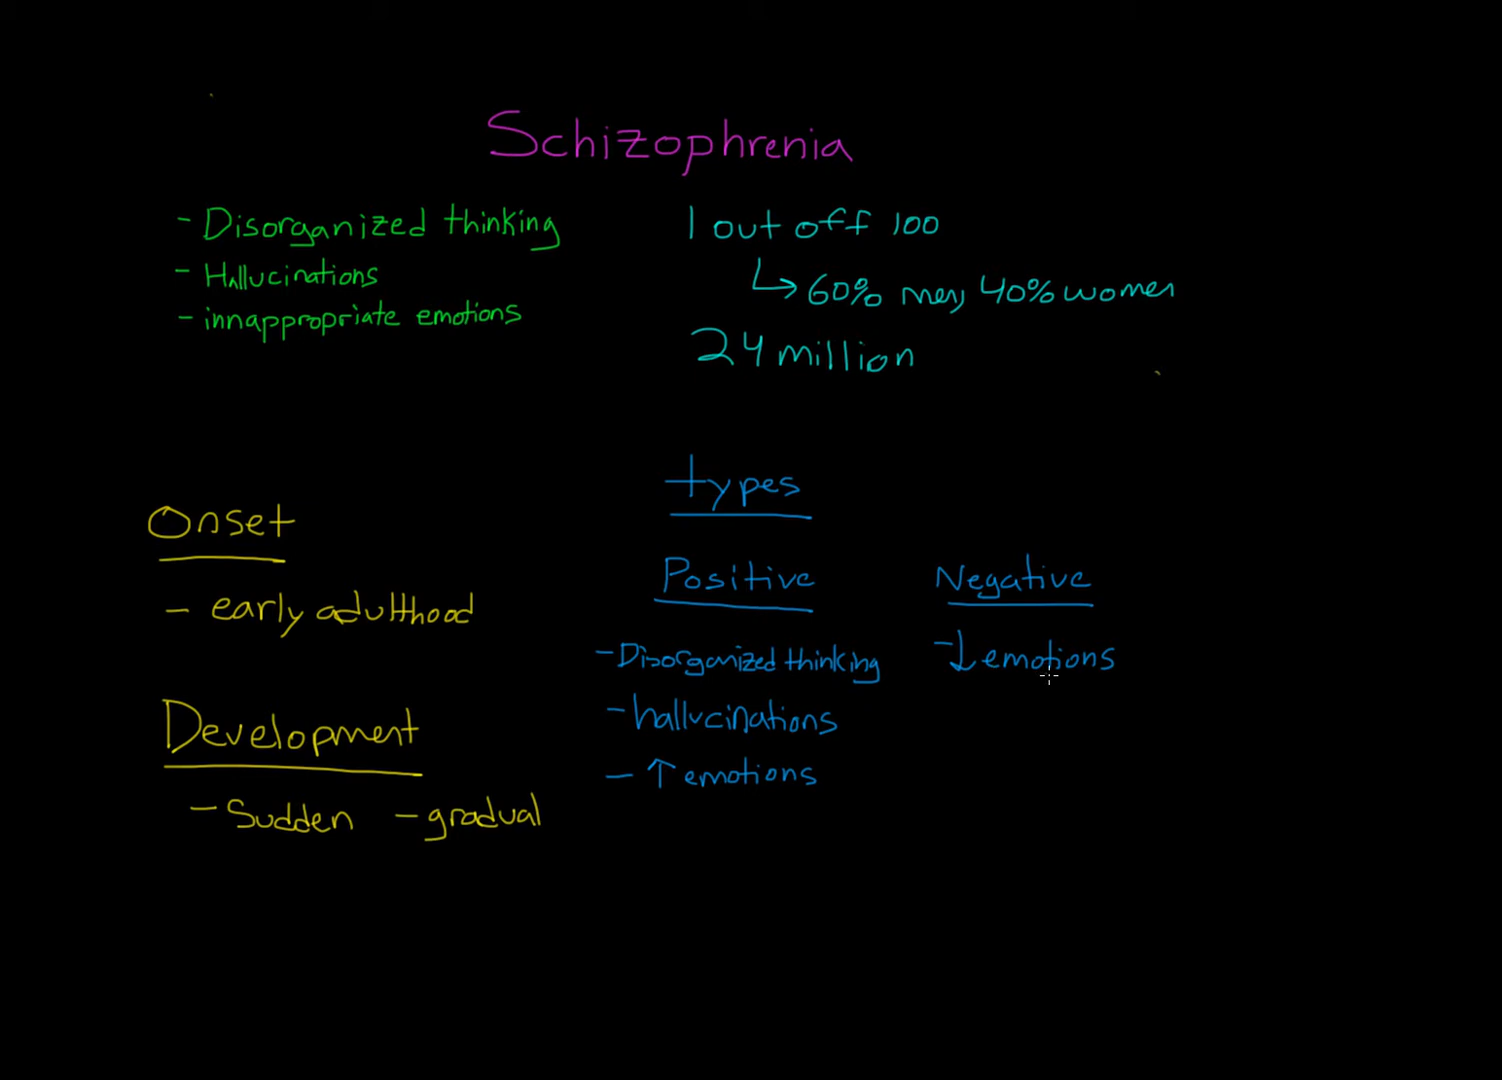 Schizophrenia
- Disorganized thinking
- Hallucinations
- innappropriate emotions
1 out off 100
↳ 60% men, 40% women
24 million
Onset
- early adulthood
Development
- Sudden - gradual
types
Positive
- Disorganized thinking
- hallucinations
- ↑ emotions
Negative
- ↓ emotions